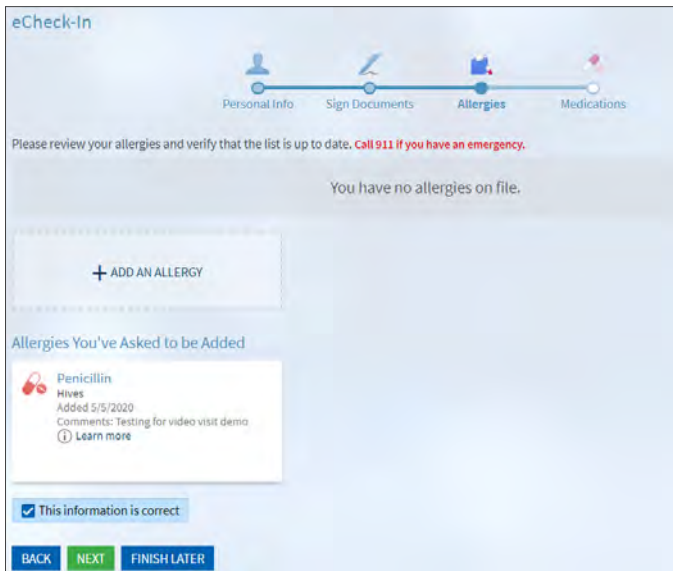 eCheck-In
Personal Info
Sign Documents
Allergies
Medications
Please review your allergies and verify that the list is up to date. Call 911 if you have an emergency.
You have no allergies on file.
+ ADD AN ALLERGY
Allergies You've Asked to be Added
Penicillin
Hives
Added 5/5/2020
Comments: Testing for video visit demo
Learn more
This information is correct
BACK
NEXT
FINISH LATER